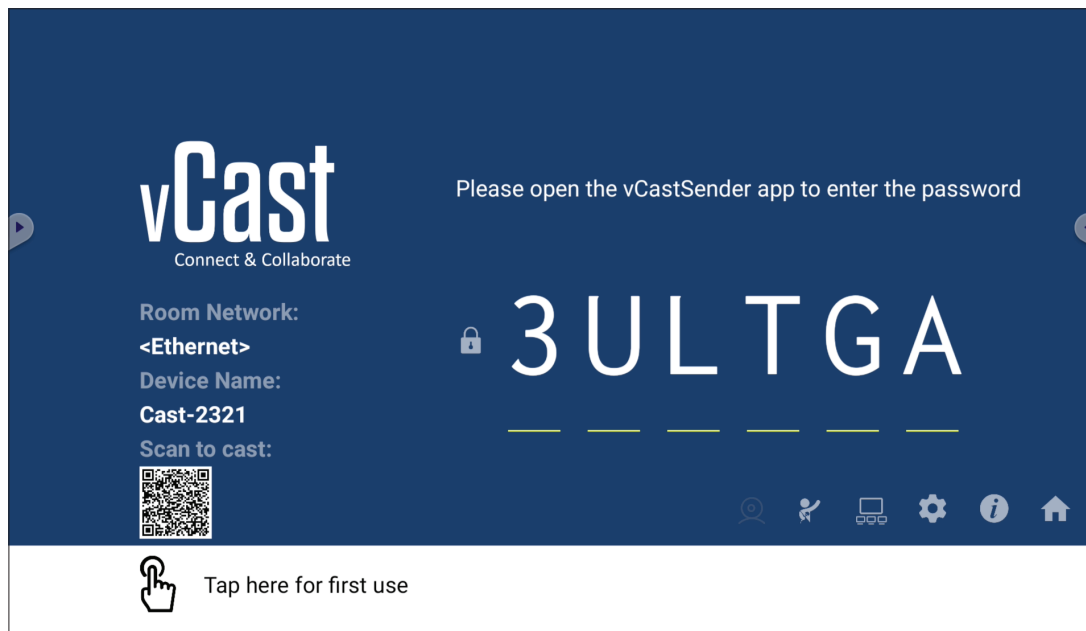 vCast
Connect & Collaborate
Room Network:
<Ethernet>
Device Name:
Cast-2321
Scan to cast:
Please open the vCastSender app to enter the password
3ULTGA
Tap here for first use